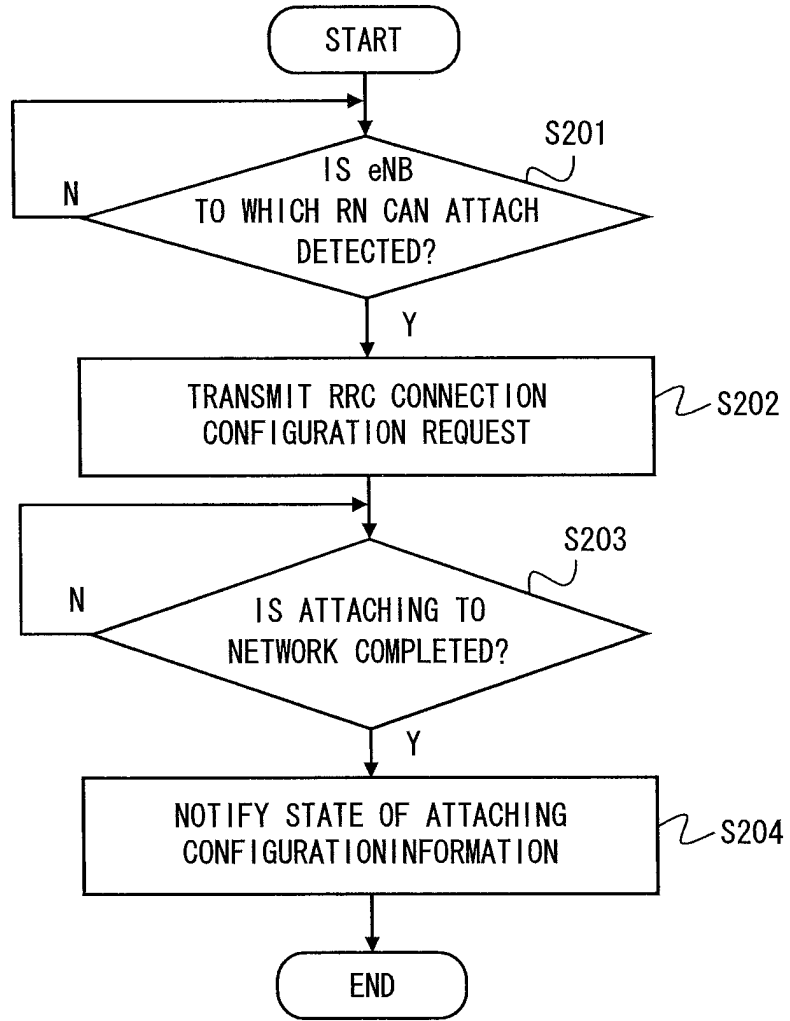 START
S201
IS eNB
TO WHICH RN CAN ATTACH
DETECTED?
N
Y
TRANSMIT RRC CONNECTION
CONFIGURATION REQUEST
S202
S203
N
IS ATTACHING TO
NETWORK COMPLETED?
Y
NOTIFY STATE OF ATTACHING
CONFIGURATIONINFORMATION
S204
END